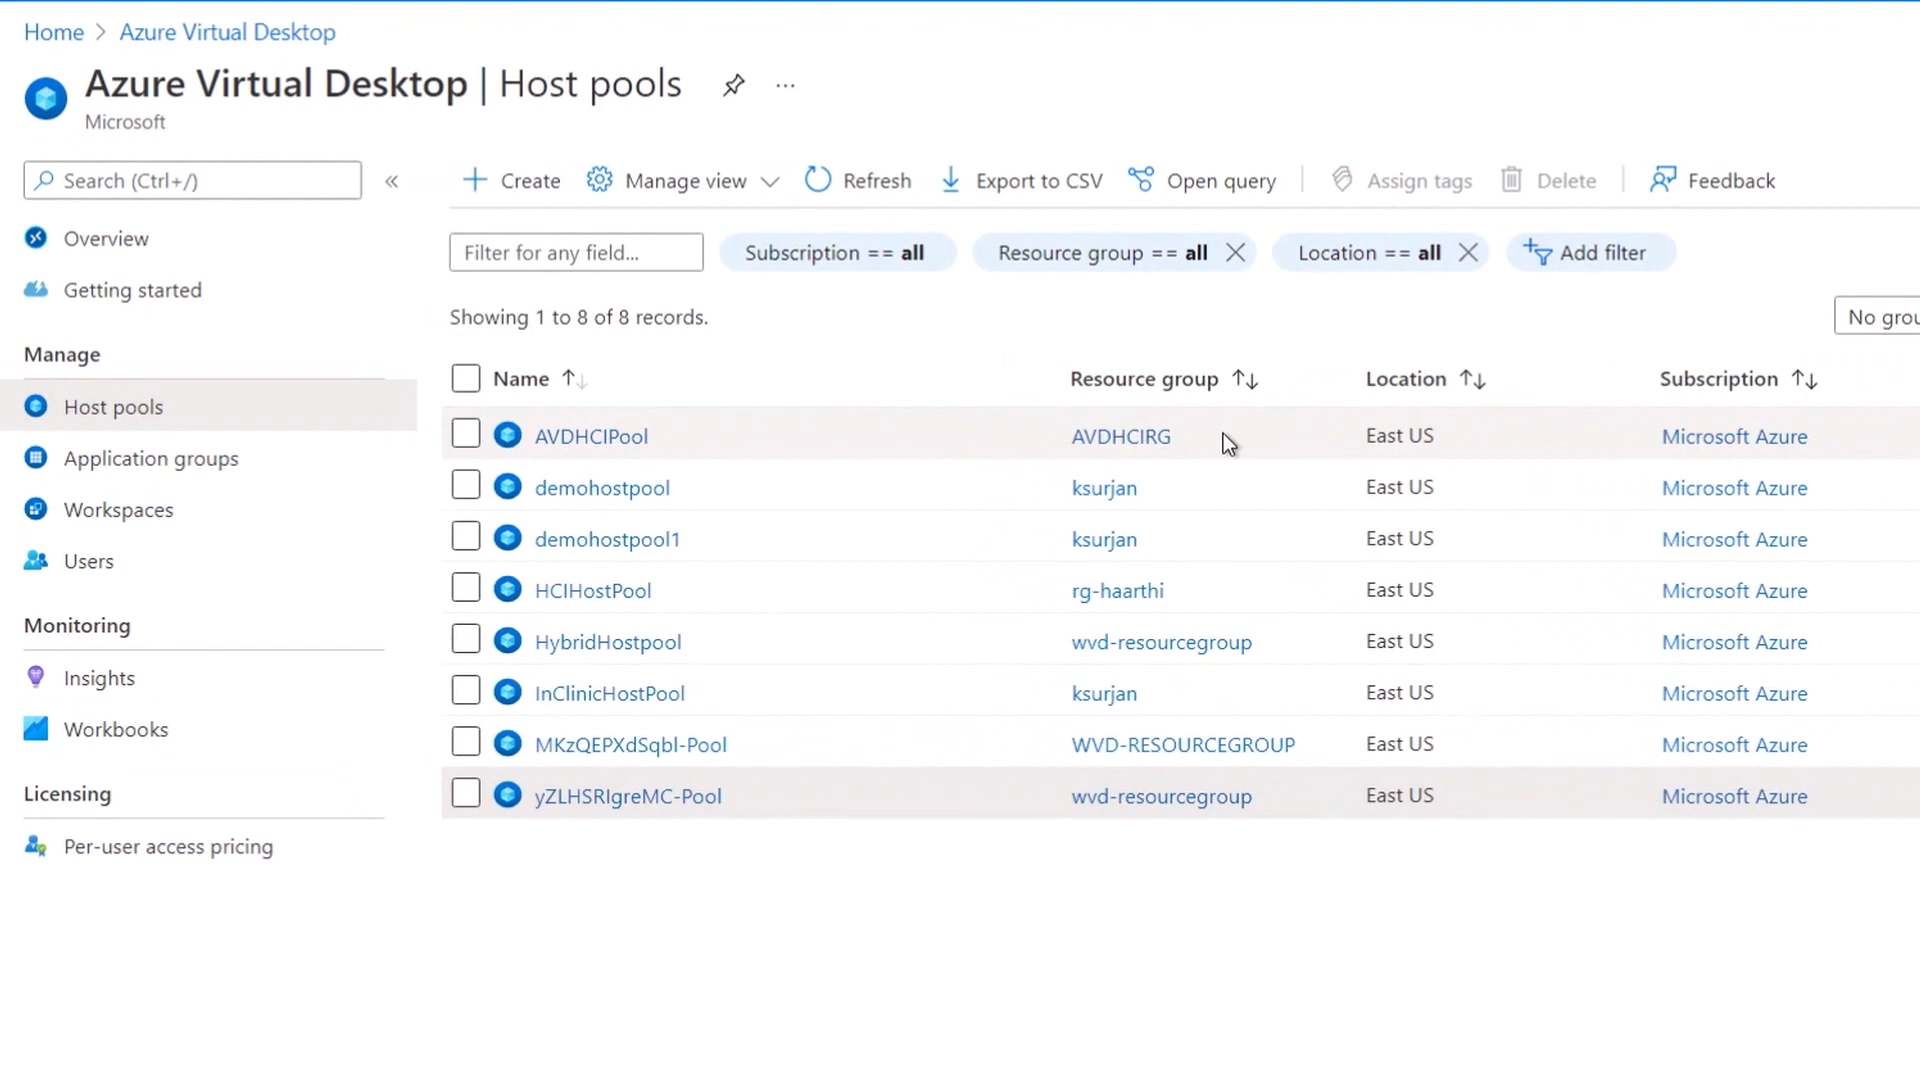 Home > Azure Virtual Desktop
Azure Virtual Desktop | Host pools ...
Microsoft
Search (Ctrl+/) «
Create Manage view Refresh Export to CSV Open query Assign tags Delete Feedback
Overview
Getting started
Manage
Host pools
Application groups
Workspaces
Users
Monitoring
Insights
Workbooks
Licensing
Per-user access pricing
Filter for any field... Subscription == all Resource group == all Location == all Add filter
Showing 1 to 8 of 8 records. No grou
Name Resource group Location Subscription
AVDHCIPool AVDHCIRG East US Microsoft Azure
demohostpool ksurjan East US Microsoft Azure
demohostpool1 ksurjan East US Microsoft Azure
HCIHostPool rg-haarthi East US Microsoft Azure
HybridHostpool wvd-resourcegroup East US Microsoft Azure
InClinicHostPool ksurjan East US Microsoft Azure
MKzQEPXdSqbl-Pool WVD-RESOURCEGROUP East US Microsoft Azure
yZLHSRIgreMC-Pool wvd-resourcegroup East US Microsoft Azure